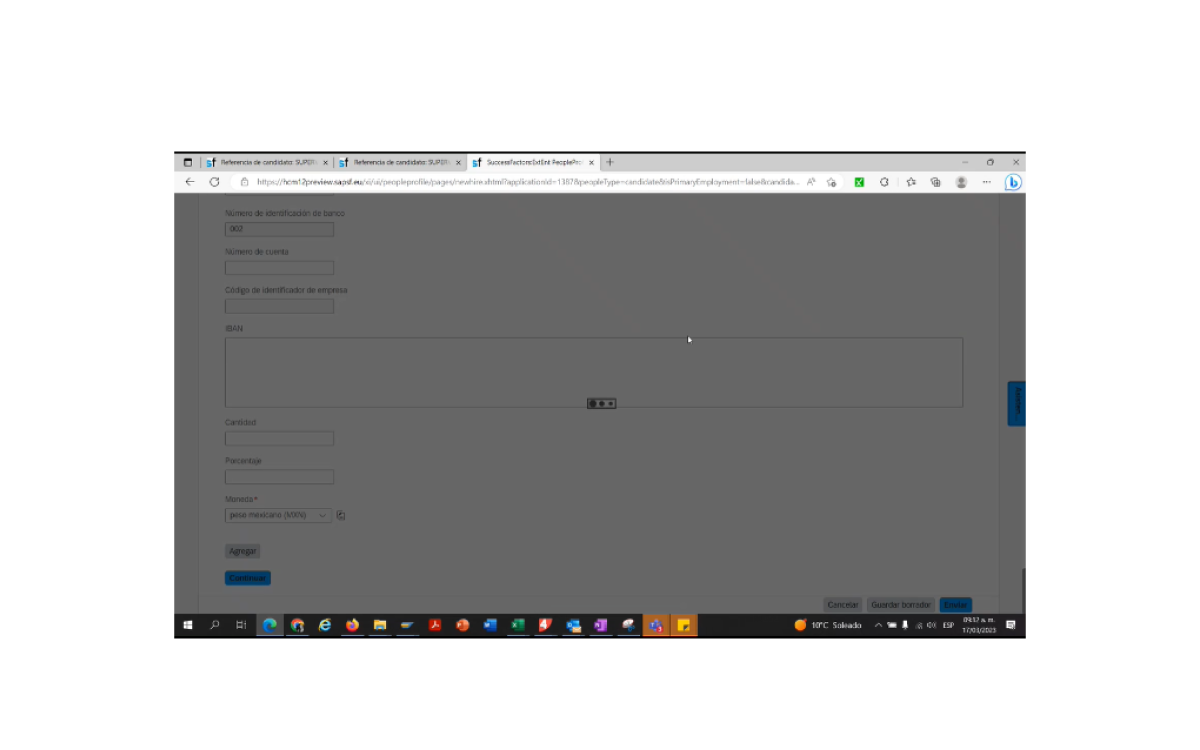 Referencia de candidato: SUPER
Referencia de candidato: SUPER
SuccessFactors:ExtEnt PeoplePro
https://hcm12preview.sapsf.eu/xi/ui/peopleprofile/pages/newhire.xhtml?applicationId=1387&peopleType=candidate&isPrimaryEmployment=false&candida...
Número de identificación de banco
002
Número de cuenta
Código de identificador de empresa
IBAN
Cantidad
Porcentaje
Moneda*
peso mexicano (MXN)
Agregar
Continuar
Cancelar Guardar borrador Enviar
10°C Soleado ESP 09:37 a. m.
17/03/2023